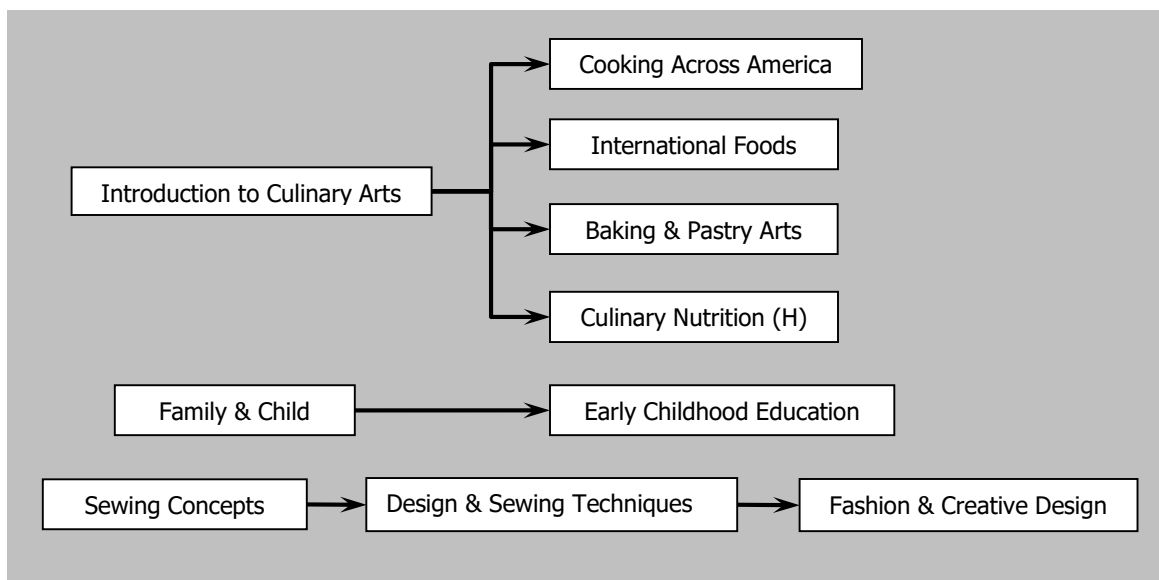 Cooking Across America
International Foods
Introduction to Culinary Arts
Baking & Pastry Arts
Culinary Nutrition (H)
Family & Child
Early Childhood Education
Sewing Concepts
Design & Sewing Techniques
Fashion & Creative Design